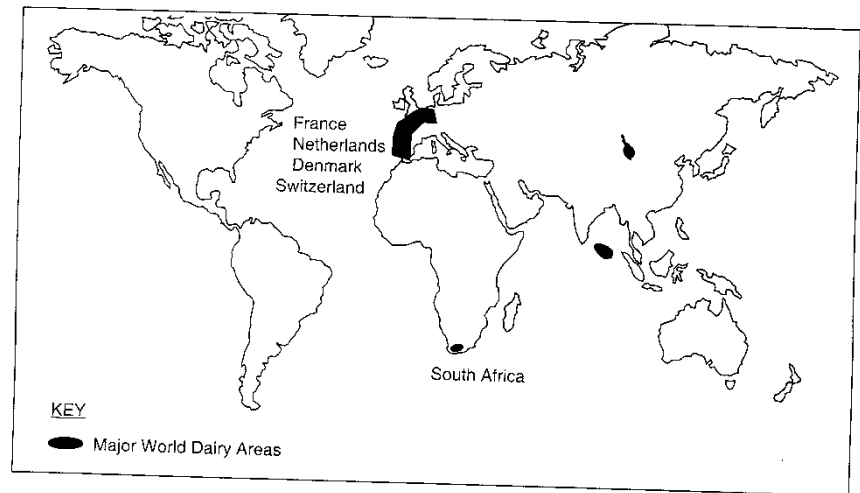 France
Netherlands
Denmark
Switzerland
South Africa
KEY
Major World Dairy Areas